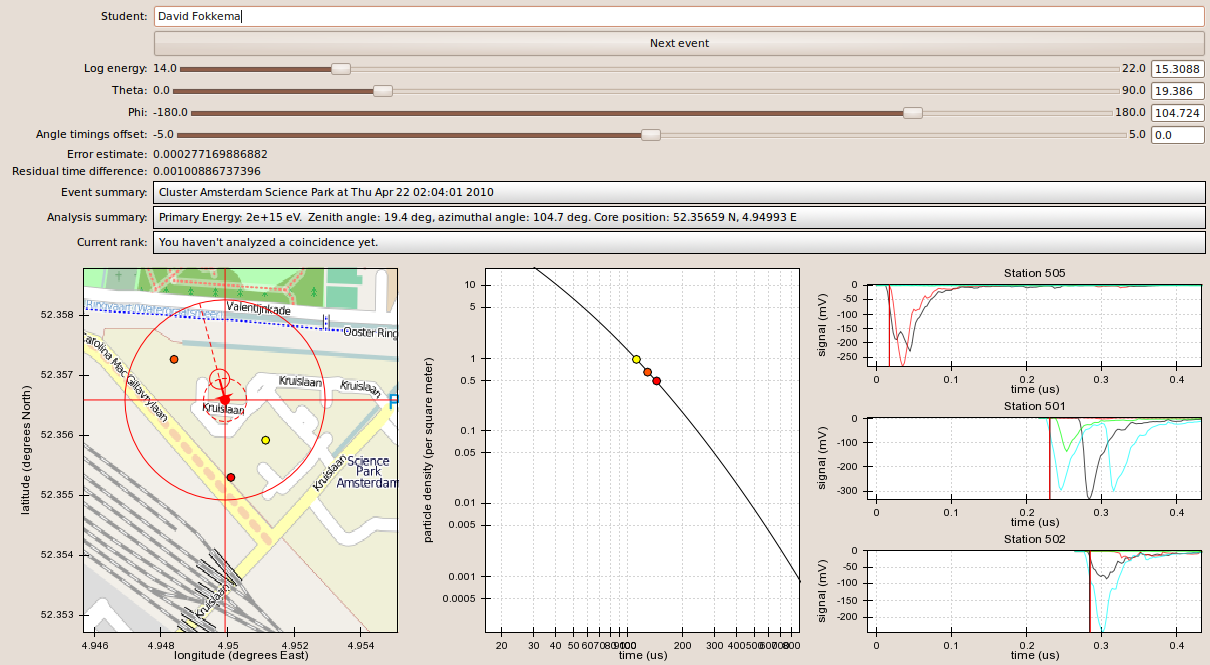 Student: David Fokkema
Next event
Log energy: 14.0 22.0 15.3088
Theta: 0.0 90.0 19.386
Phi: -180.0 180.0 104.724
Angle timings offset: -5.0 5.0 0.0
Error estimate: 0.000277169886882
Residual time difference: 0.00100886737396
Event summary: Cluster Amsterdam Science Park at Thu Apr 22 02:04:01 2010
Analysis summary: Primary Energy: 2e+15 eV. Zenith angle: 19.4 deg, azimuthal angle: 104.7 deg. Core position: 52.35659 N, 4.94993 E
Current rank: You haven't analyzed a coincidence yet.
latitude (degrees North)
52.358
52.357
52.356
52.355
52.354
52.353
4.946 4.948 4.95 4.952 4.954
longitude (degrees East)
Valentijnkade
Ooster Ring
Kruislaan
Kruislaan
Kruislaan
Kruislaan
Kruislaan
P
Science
Park
Amsterdam
particle density (per square meter)
10
5
1
0.5
0.1
0.05
0.01
0.005
0.001
0.0005
20 30 40 50 200 300 400
time (us)
Station 505
signal (mV)
0
-50
-100
-150
-200
-250
0 0.1 0.2 0.3 0.4
time (us)
Station 501
signal (mV)
0
-100
-200
-300
0 0.1 0.2 0.3 0.4
time (us)
Station 502
signal (mV)
0
-50
-100
-150
-200
0 0.1 0.2 0.3 0.4
time (us)